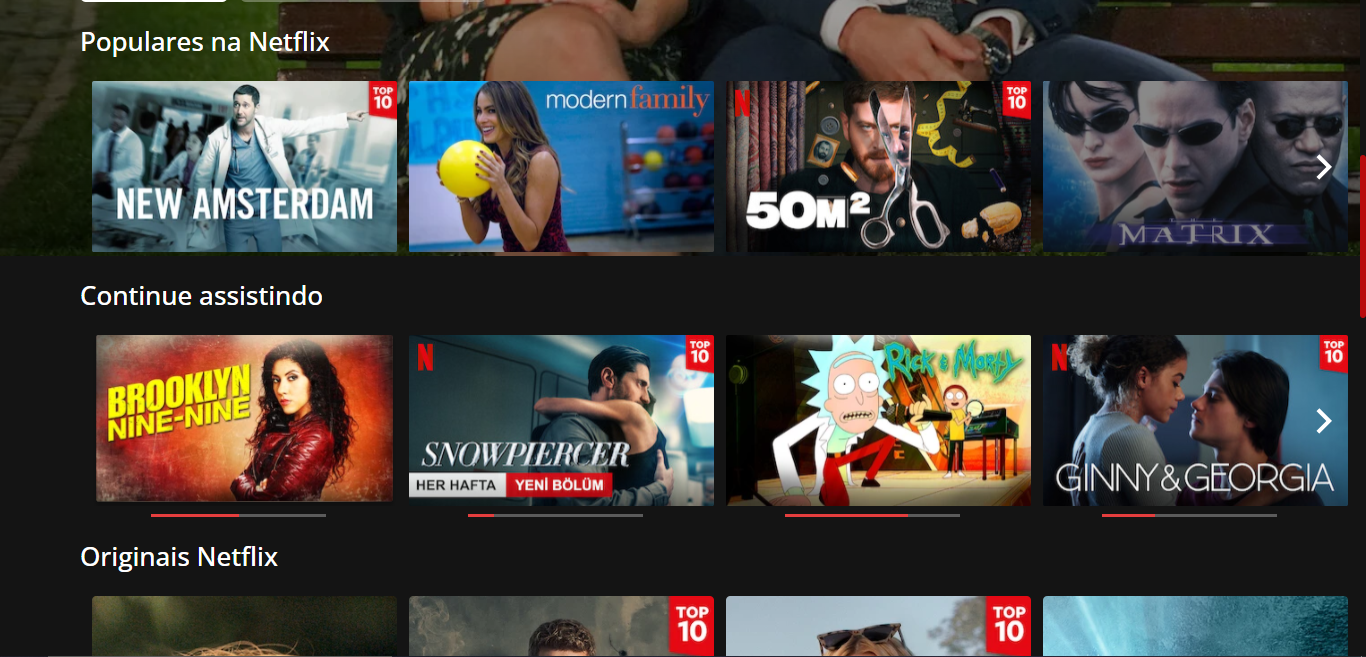 Populares na Netflix
TOP
10
NEW AMSTERDAM
modern family
N
TOP
10
50M²
THE
MATRIX
Continue assistindo
BROOKLYN
NINE-NINE
N
TOP
10
SNOWPIERCER
HER HAFTA YENİ BÖLÜM
RICK & MORTY
N
TOP
10
GINNY & GEORGIA
Originais Netflix
TOP
10
TOP
10